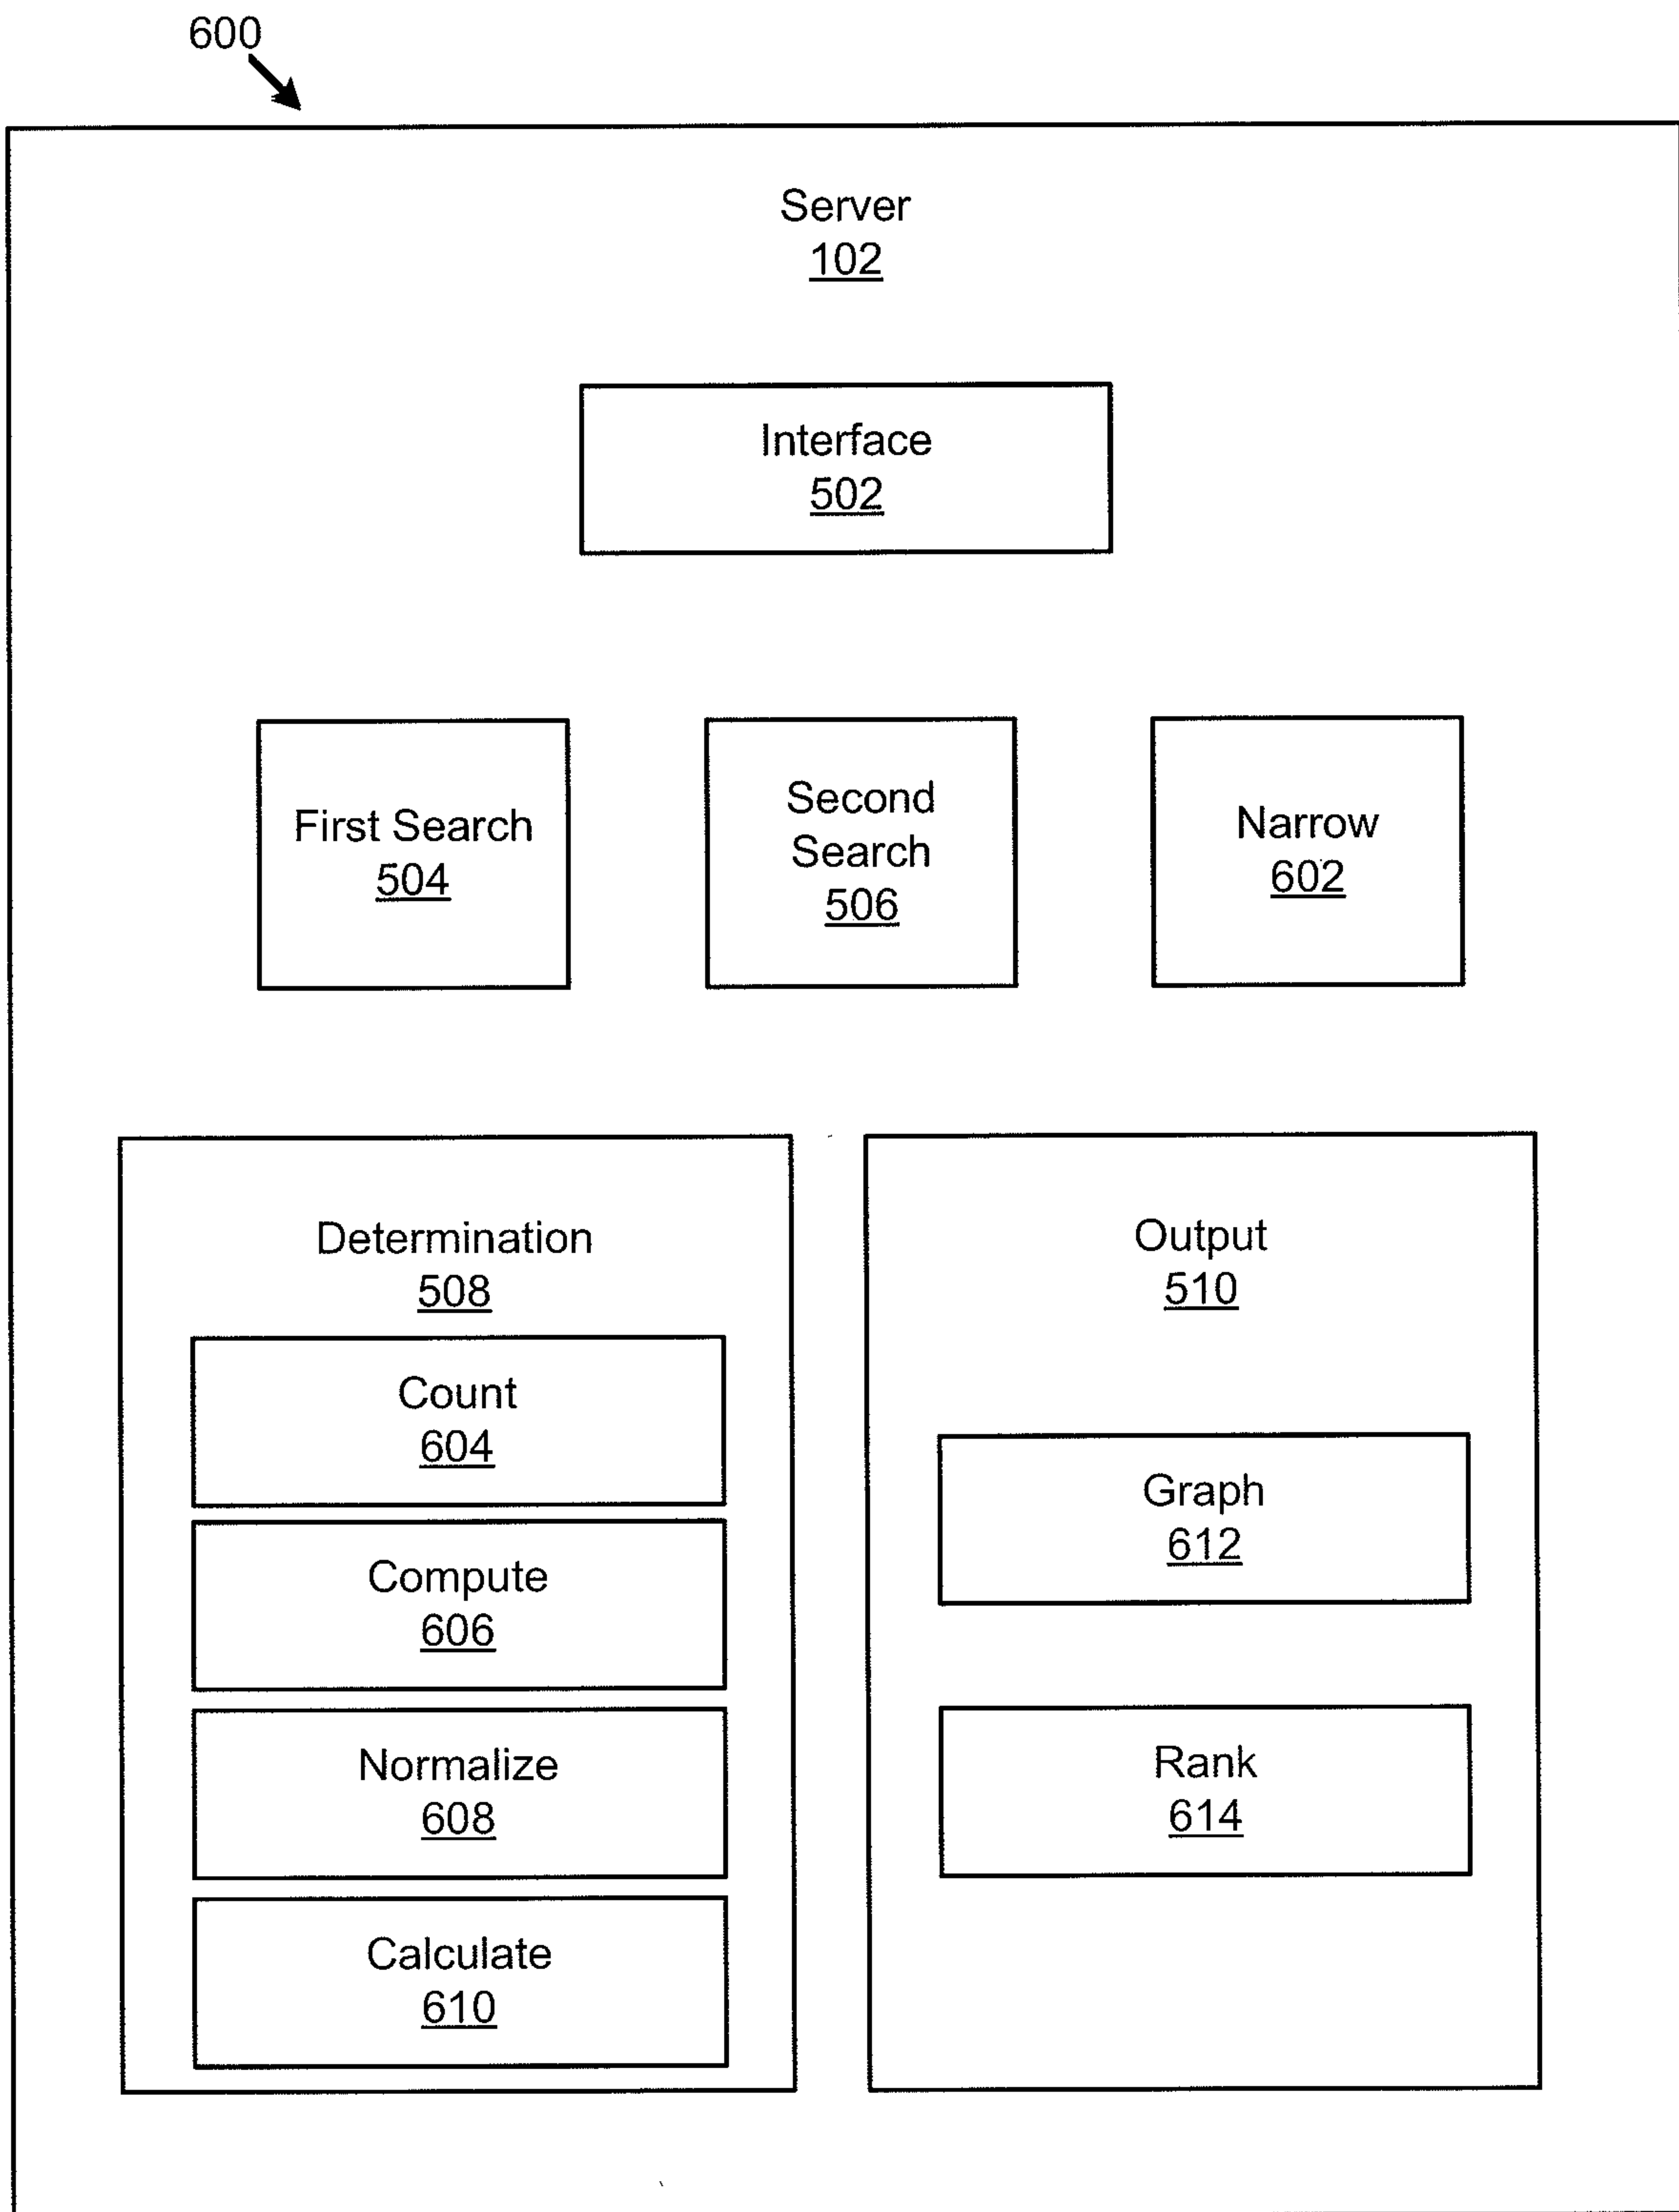 600
Server
102
Interface
502
First Search
504
Second
Search
506
Narrow
602
Determination
508
Count
604
Compute
606
Normalize
608
Calculate
610
Output
510
Graph
612
Rank
614